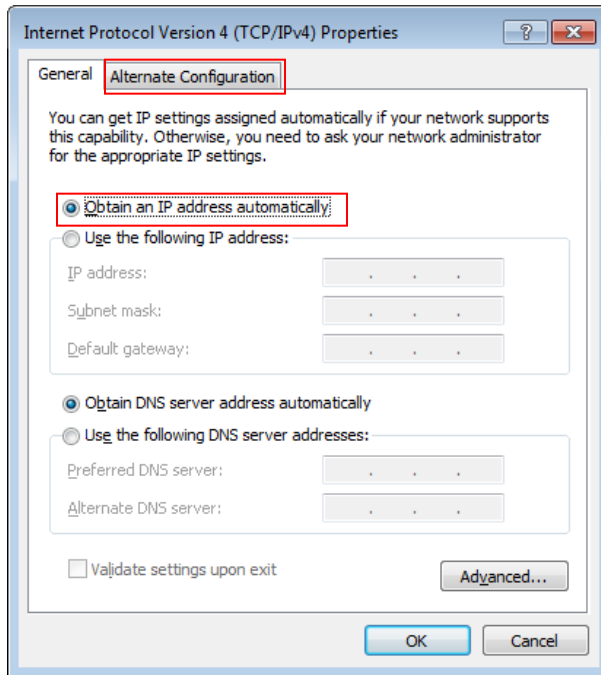 Internet Protocol Version 4 (TCP/IPv4) Properties
General
Alternate Configuration
You can get IP settings assigned automatically if your network supports
this capability. Otherwise, you need to ask your network administrator
for the appropriate IP settings.
Obtain an IP address automatically
Use the following IP address:
IP address:
Subnet mask:
Default gateway:
Obtain DNS server address automatically
Use the following DNS server addresses:
Preferred DNS server:
Alternate DNS server:
Validate settings upon exit
Advanced...
OK
Cancel